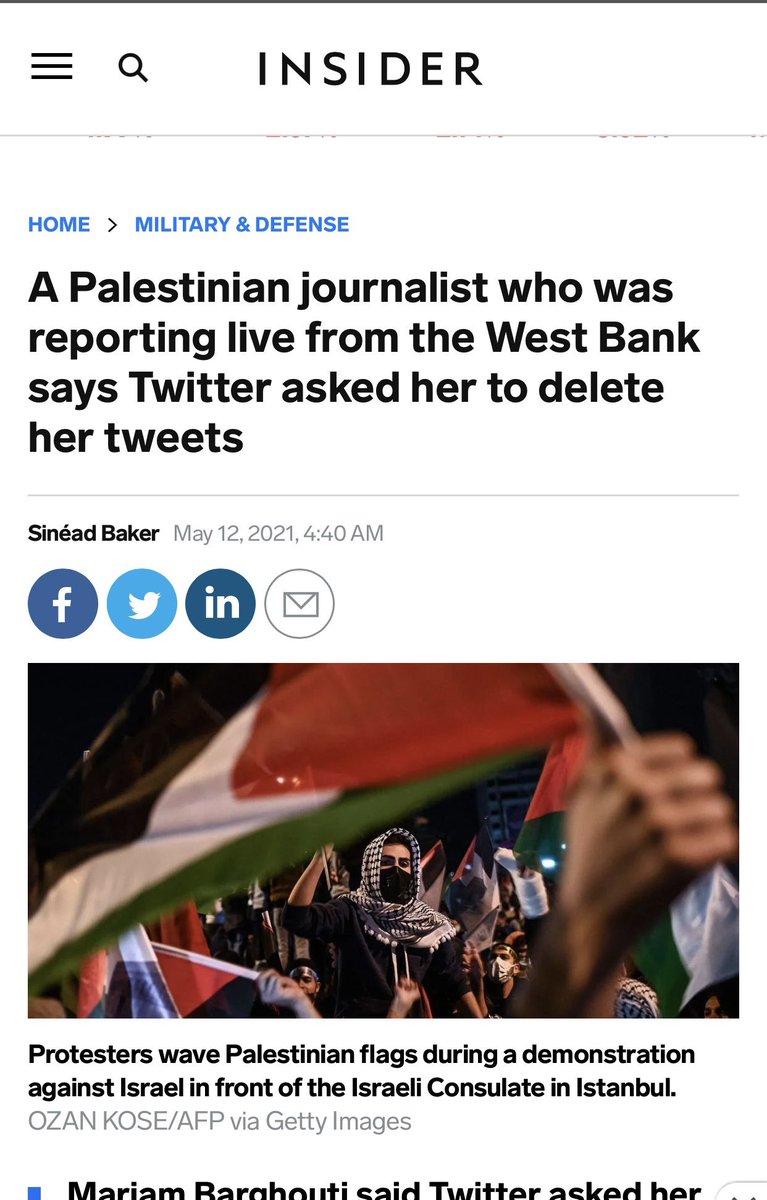 INSIDER
HOME > MILITARY & DEFENSE
A Palestinian journalist who was
reporting live from the West Bank
says Twitter asked her to delete
her tweets
Sinéad Baker May 12, 2021, 4:40 AM
Protesters wave Palestinian flags during a demonstration
against Israel in front of the Israeli Consulate in Istanbul.
OZAN KOSE/AFP via Getty Images
Mariam Barghouti said Twitter asked her